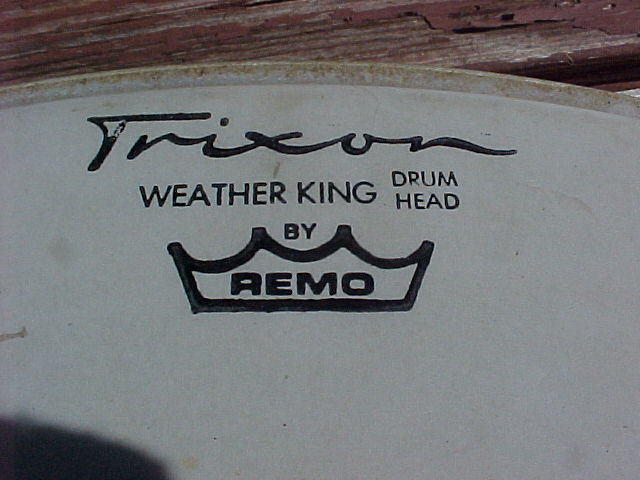 Trixon
WEATHER KING DRUM HEAD
BY
REMO